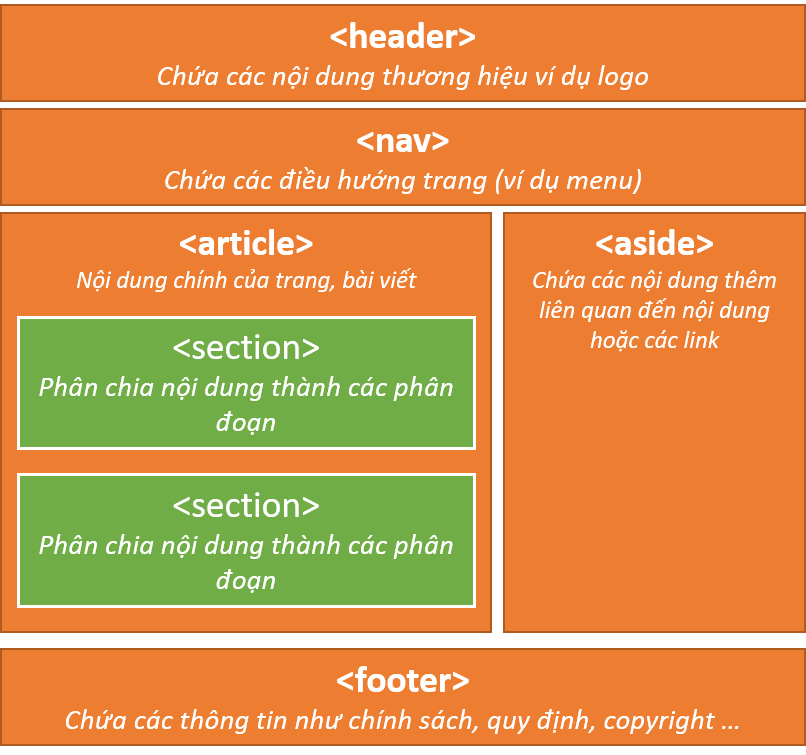 <header>
Chứa các nội dung thương hiệu ví dụ logo
<nav>
Chứa các điều hướng trang (ví dụ menu)
<article>
Nội dung chính của trang, bài viết
<section>
Phân chia nội dung thành các phân
đoạn
<section>
Phân chia nội dung thành các phân
đoạn
<aside>
Chứa các nội dung thêm
liên quan đến nội dung
hoặc các link
<footer>
Chứa các thông tin như chính sách, quy định, copyright ...